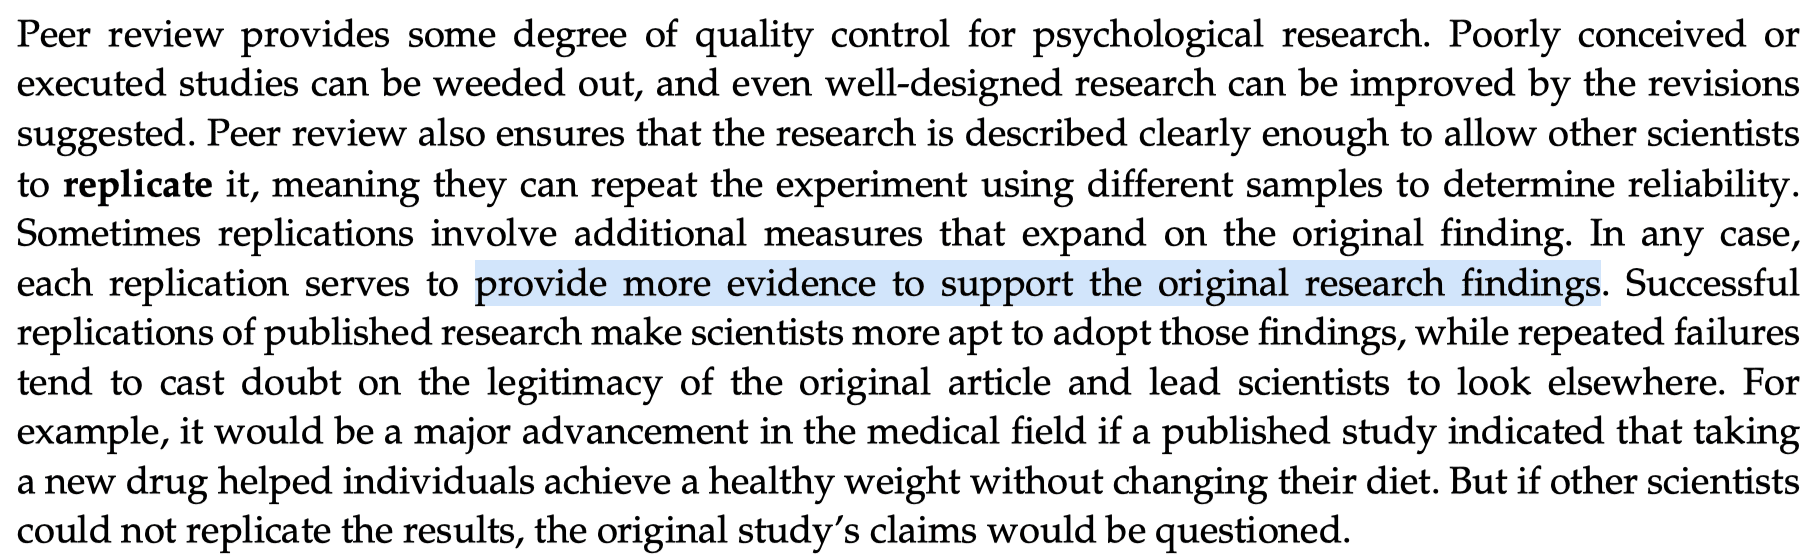 Peer review provides some degree of quality control for psychological research. Poorly conceived or
executed studies can be weeded out, and even well-designed research can be improved by the revisions
suggested. Peer review also ensures that the research is described clearly enough to allow other scientists
to replicate it, meaning they can repeat the experiment using different samples to determine reliability.
Sometimes replications involve additional measures that expand on the original finding. In any case,
each replication serves to provide more evidence to support the original research findings. Successful
replications of published research make scientists more apt to adopt those findings, while repeated failures
tend to cast doubt on the legitimacy of the original article and lead scientists to look elsewhere. For
example, it would be a major advancement in the medical field if a published study indicated that taking
a new drug helped individuals achieve a healthy weight without changing their diet. But if other scientists
could not replicate the results, the original study’s claims would be questioned.